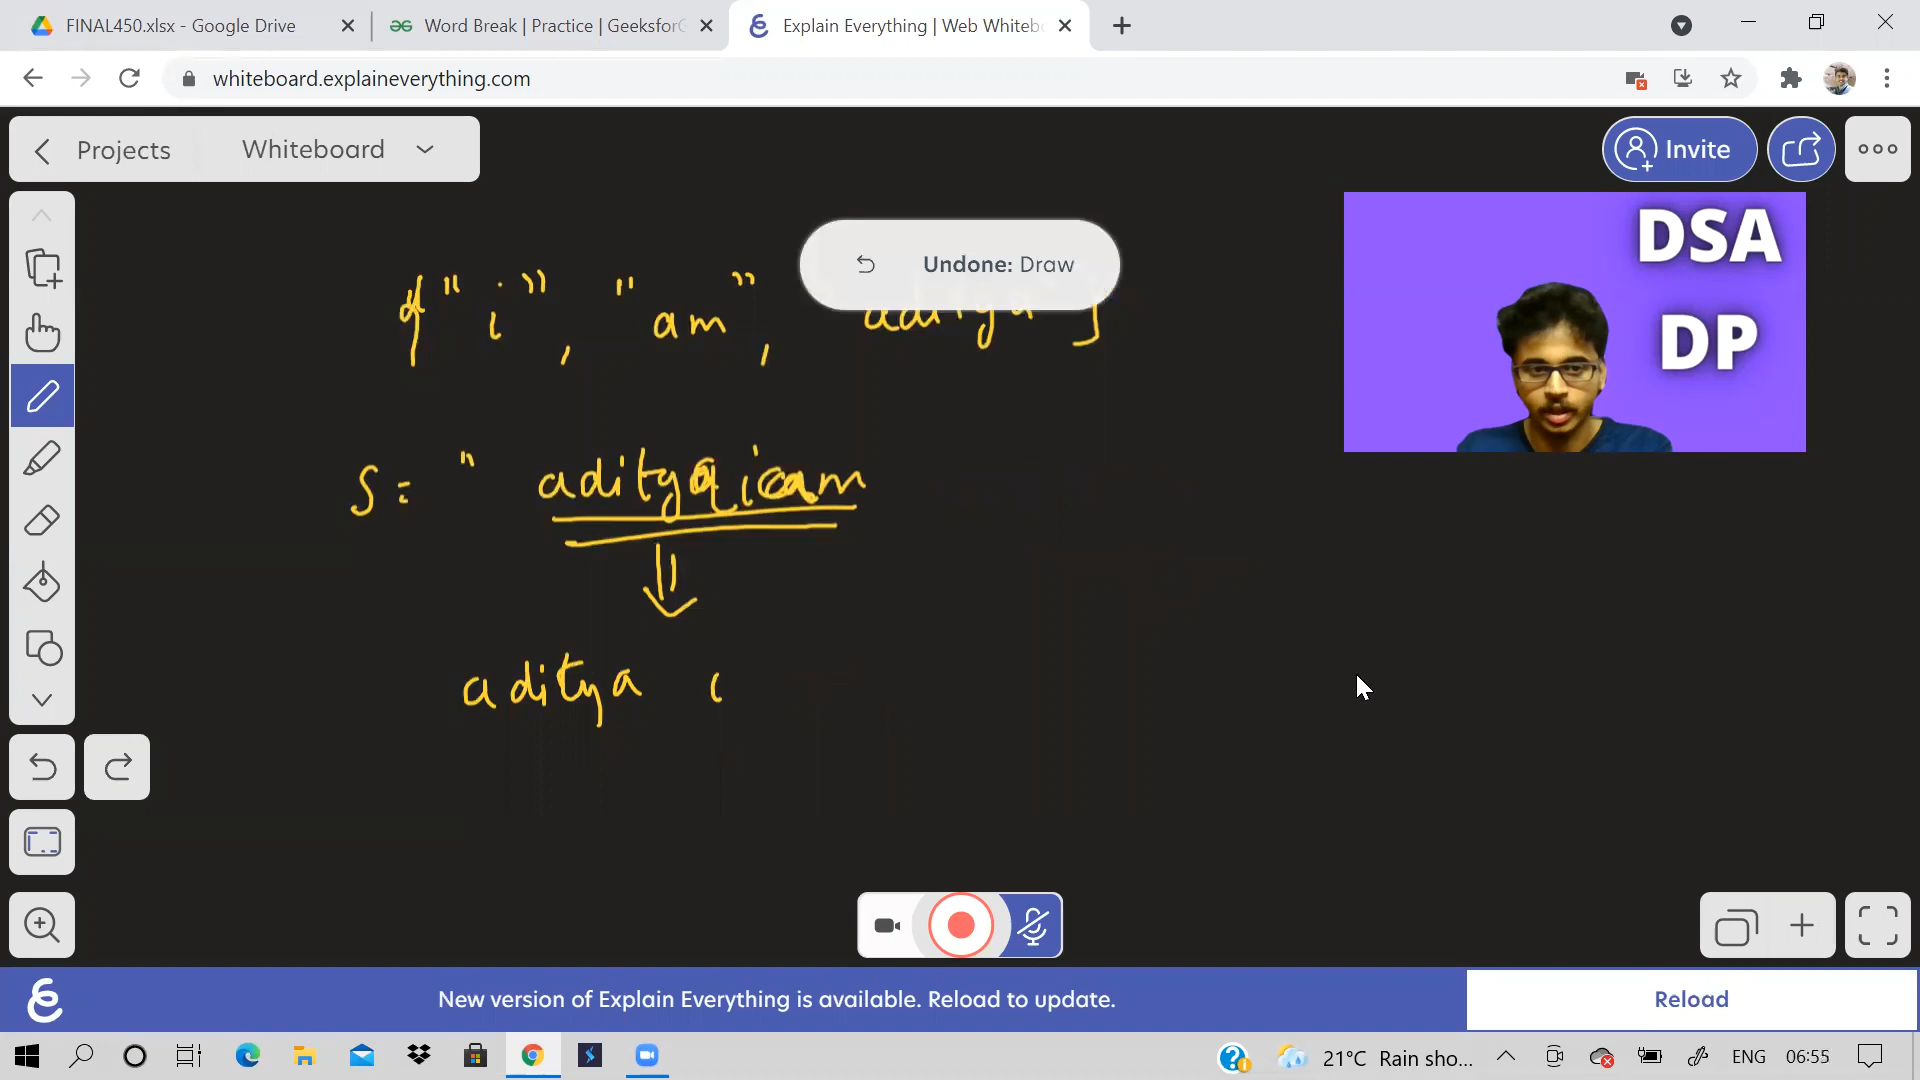 FINAL450.xlsx - Google Drive
Word Break | Practice | Geeksfor
Explain Everything | Web Whitebo
whiteboard.explaineverything.com
Projects
Whiteboard
Invite
DSA
DP
Undone: Draw
{ " i " , " am " , aditya }
S = " adityaiam
aditya i
New version of Explain Everything is available. Reload to update.
Reload
21°C Rain sho...
ENG
06:55